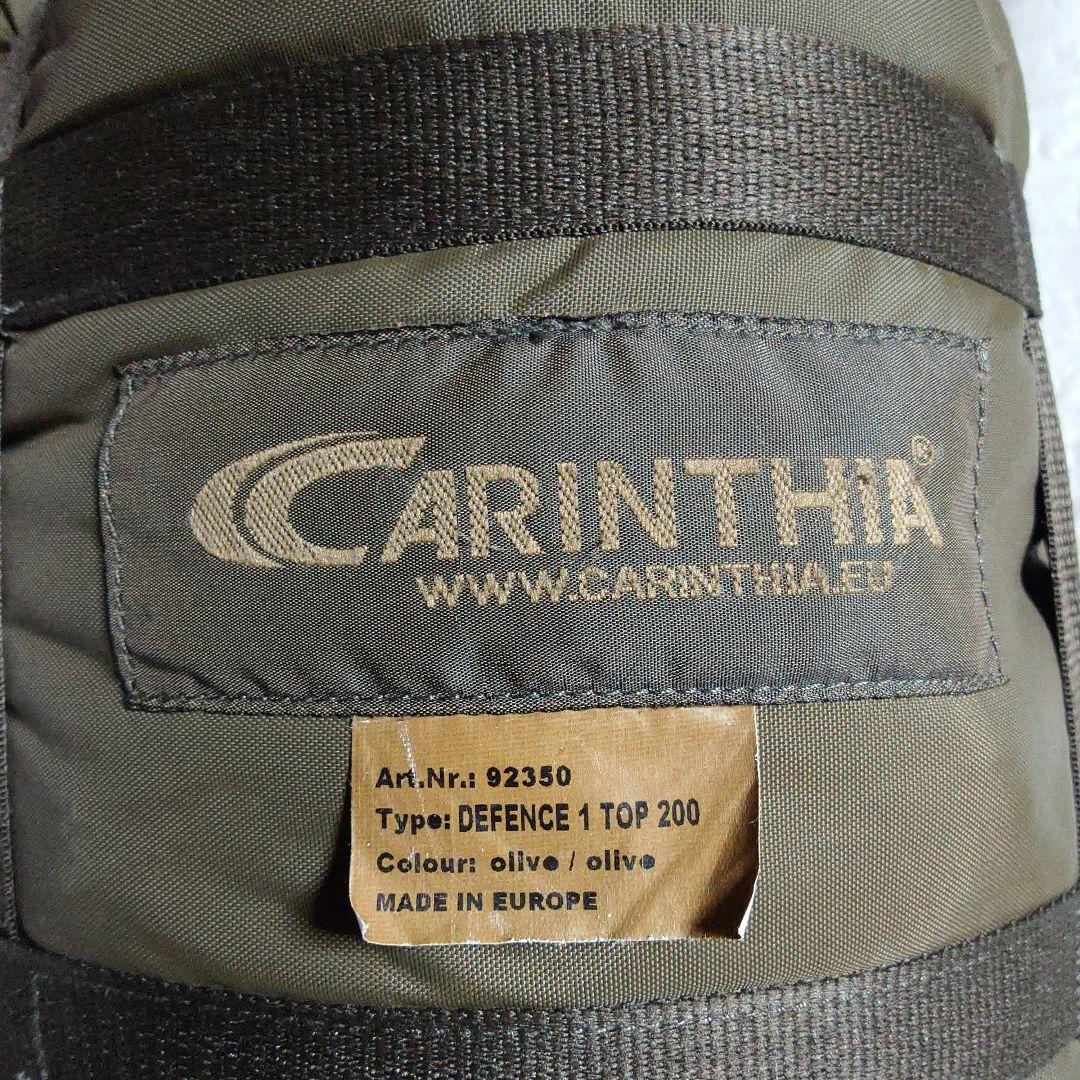 CARINTHIA®
WWW.CARINTHIA.EU
Art.Nr.: 92350
Type: DEFENCE 1 TOP 200
Colour: olive / olive
MADE IN EUROPE